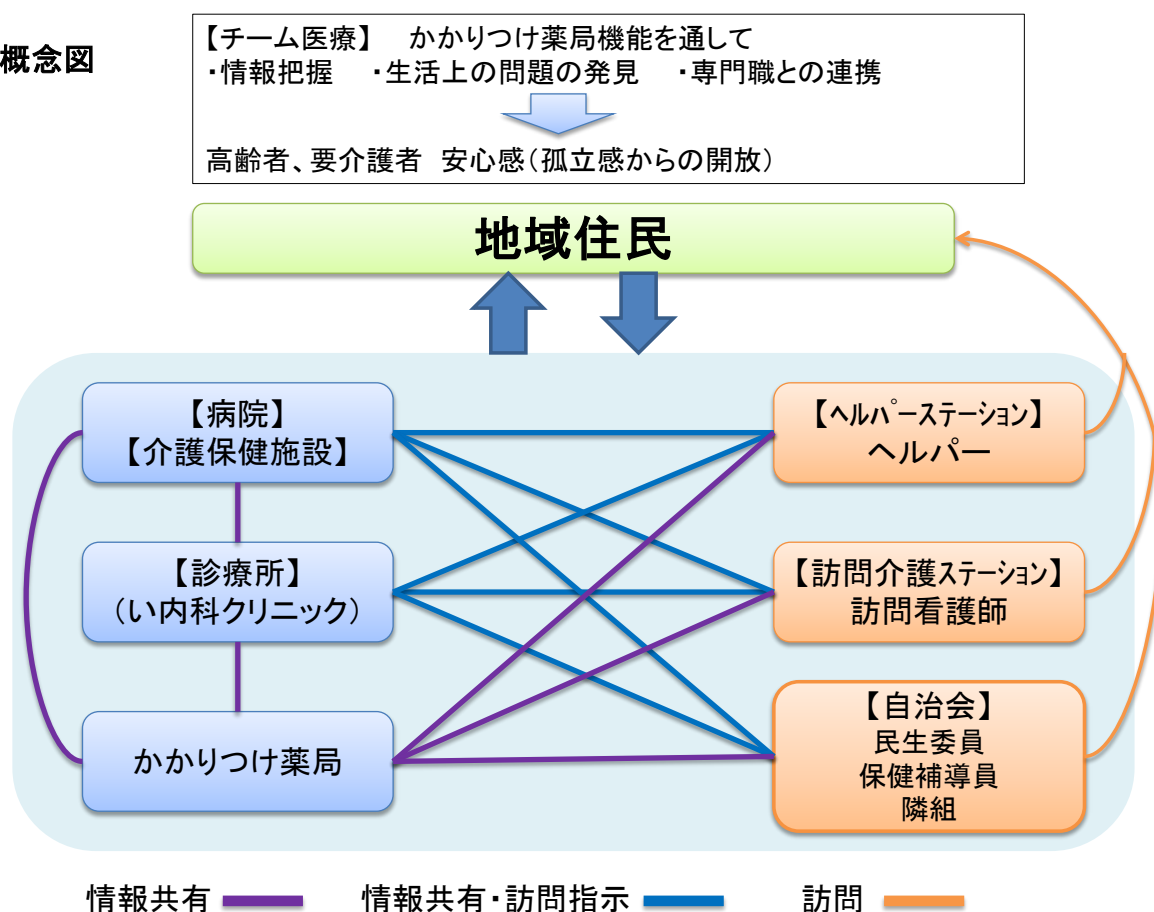 概念図
【チーム医療】　かかりつけ薬局機能を通して
・情報把握　・生活上の問題の発見　・専門職との連携
高齢者、要介護者　安心感（孤立感からの開放）
地域住民
【病院】
【介護保健施設】
【診療所】
（い内科クリニック）
かかりつけ薬局
【ヘルパーステーション】
ヘルパー
【訪問介護ステーション】
訪問看護師
【自治会】
民生委員
保健補導員
隣組
情報共有
情報共有・訪問指示
訪問